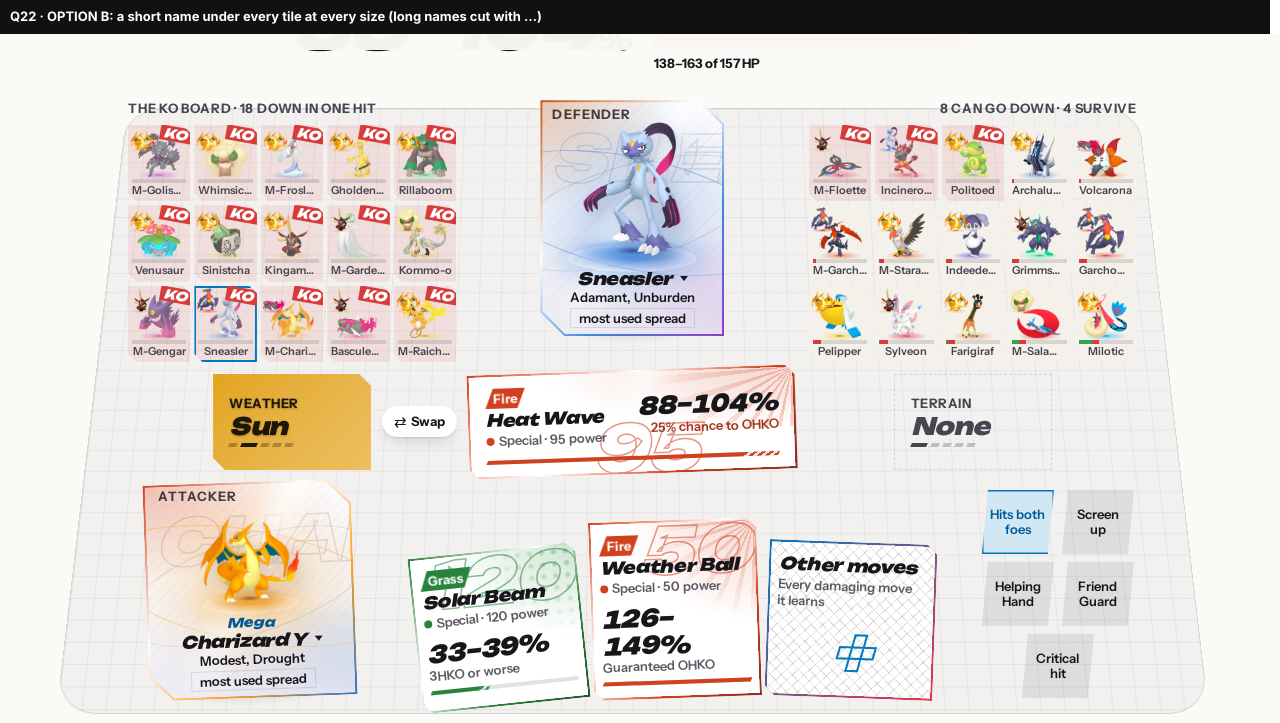 Q22 · OPTION B: a short name under every tile at every size (long names cut with …)
138–163 of 157 HP
THE KO BOARD · 18 DOWN IN ONE HIT
DEFENDER
8 CAN GO DOWN · 4 SURVIVE
KO KO KO KO KO
M-Golis… Whimsic… M-Frosl… Gholden… Rillaboom
KO KO KO KO KO
Venusaur Sinistcha Kingam… M-Garde… Kommo-o
KO KO KO KO KO
M-Gengar Sneasler M-Chari… Bascule… M-Raich…
Sneasler
Adamant, Unburden
most used spread
KO KO KO
M-Floette Incinero… Politoed Archalu… Volcarona
M-Garch… M-Stara… Indeede… Grimms… Garcho…
Pelipper Sylveon Farigiraf M-Sala… Milotic
WEATHER
Sun
Swap
Fire
Heat Wave
Special · 95 power
88–104%
25% chance to OHKO
95
TERRAIN
None
ATTACKER
CHA
Mega
Charizard Y
Modest, Drought
most used spread
120
Grass
Solar Beam
Special · 120 power
33–39%
3HKO or worse
50
Fire
Weather Ball
Special · 50 power
126–
149%
Guaranteed OHKO
Other moves
Every damaging move
it learns
Hits both
foes
Screen
up
Helping
Hand
Friend
Guard
Critical
hit